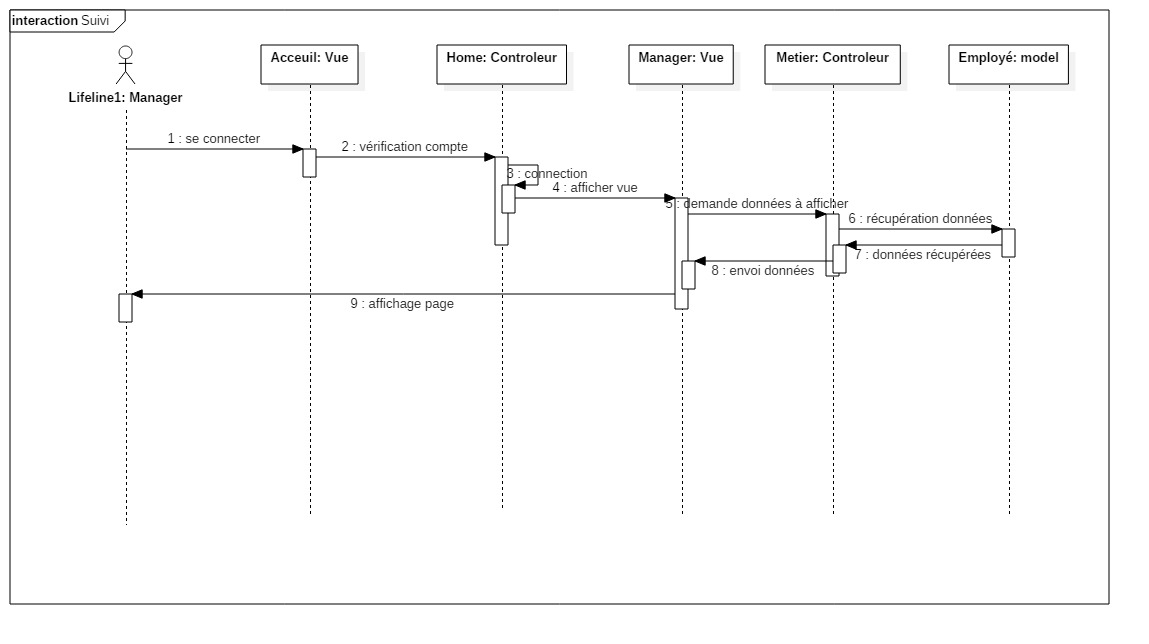 interaction Suivi
Lifeline1: Manager
Acceuil: Vue
Home: Controleur
Manager: Vue
Metier: Controleur
Employé: model
1 : se connecter
2 : vérification compte
3 : connection
4 : afficher vue
5 : demande données à afficher
6 : récupération données
7 : données récupérées
8 : envoi données
9 : affichage page